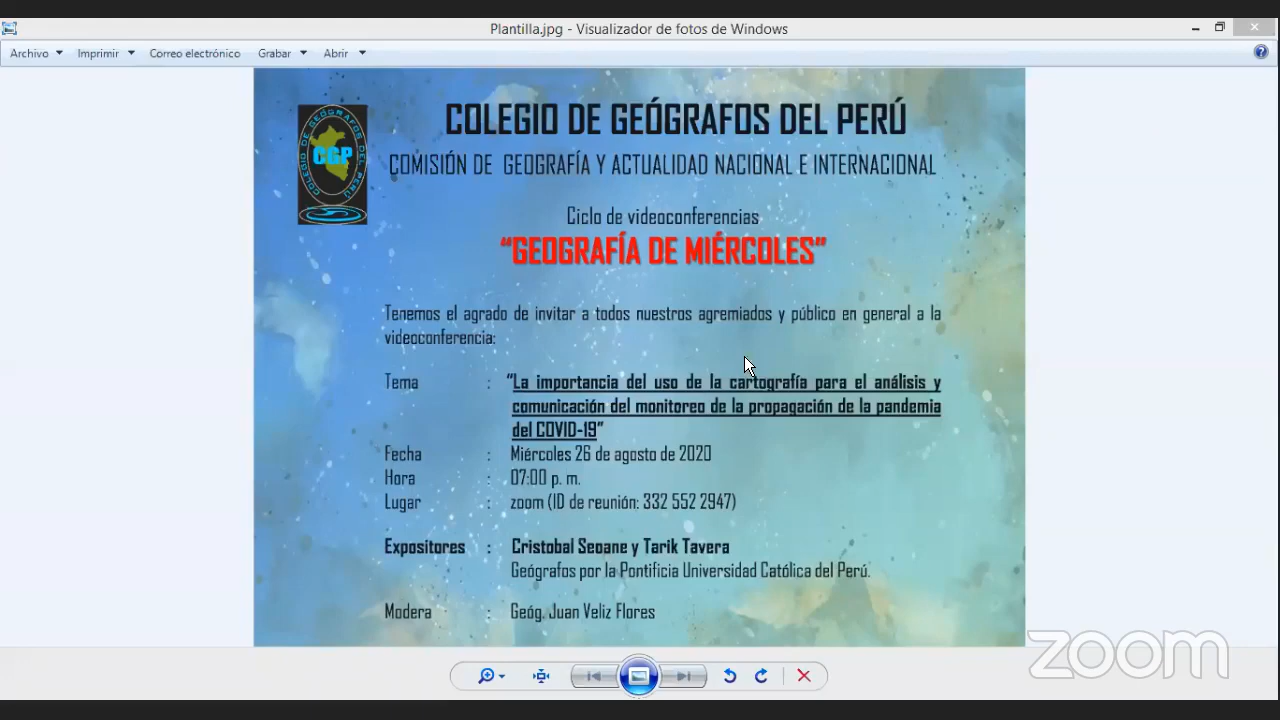 Plantilla.jpg - Visualizador de fotos de Windows
Archivo Imprimir Correo electrónico Grabar Abrir
COLEGIO DE GEÓGRAFOS DEL PERÚ
COLEGIO DE GEÓGRAFOS DEL PERÚ
CGP
COMISIÓN DE GEOGRAFÍA Y ACTUALIDAD NACIONAL E INTERNACIONAL
Ciclo de videoconferencias
“GEOGRAFÍA DE MIÉRCOLES”
Tenemos el agrado de invitar a todos nuestros agremiados y público en general a la
videoconferencia:
Tema : “La importancia del uso de la cartografía para el análisis y
comunicación del monitoreo de la propagación de la pandemia
del COVID-19”
Fecha : Miércoles 26 de agosto de 2020
Hora : 07:00 p. m.
Lugar : zoom (ID de reunión: 332 552 2947)
Expositores : Cristobal Seoane y Tarik Tavera
Geógrafos por la Pontificia Universidad Católica del Perú.
Modera : Geóg. Juan Veliz Flores
zoom